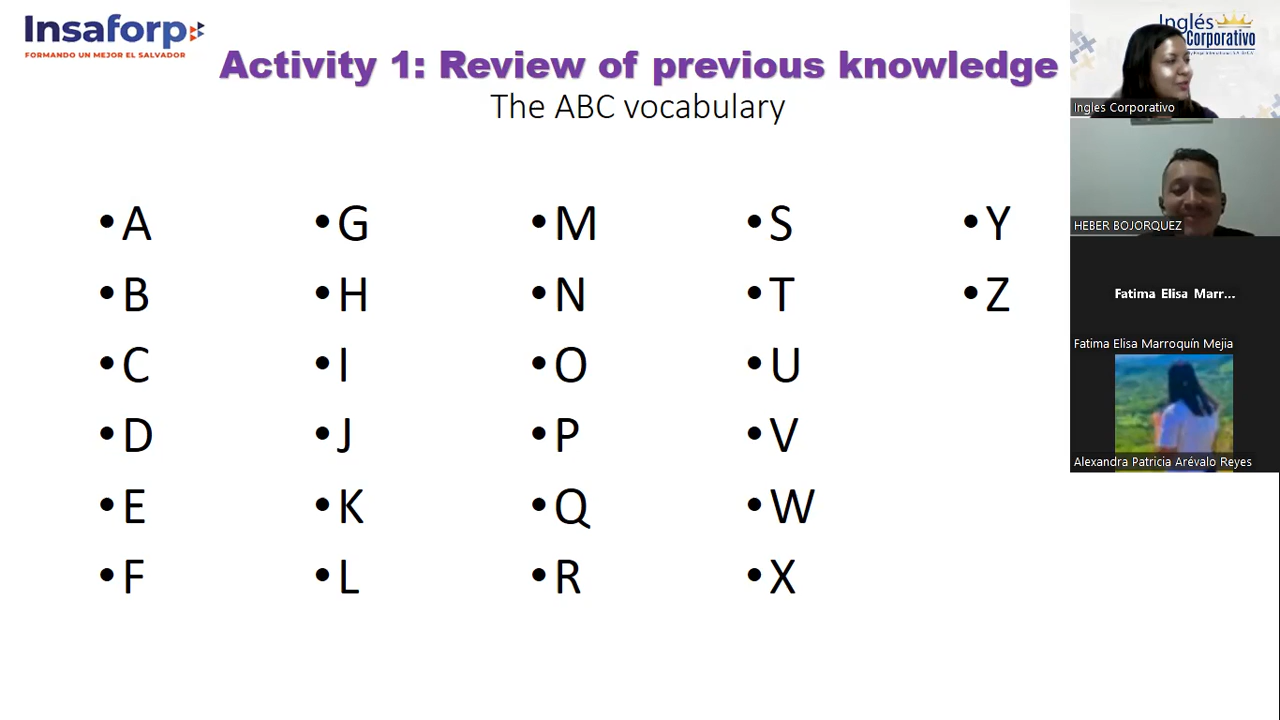 Insaforp
FORMANDO UN MEJOR EL SALVADOR
Activity 1: Review of previous knowledge
The ABC vocabulary
• A
• B
• C
• D
• E
• F
• G
• H
• I
• J
• K
• L
• M
• N
• O
• P
• Q
• R
• S
• T
• U
• V
• W
• X
• Y
• Z
Inglés
Corporativo
Ingles Corporativo
HEBER BOJORQUEZ
Fatima Elisa Marr...
Fatima Elisa Marroquín Mejia
Alexandra Patricia Arévalo Reyes